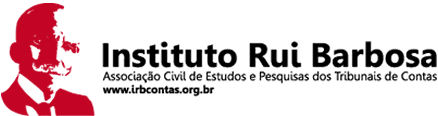 Instituto Rui Barbosa
Associação Civil de Estudos e Pesquisas dos Tribunais de Contas
www.irbcontas.org.br